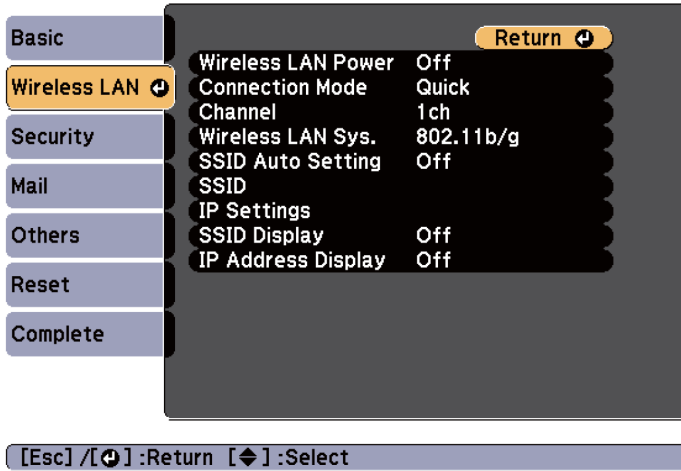 Basic
Wireless LAN
Security
Mail
Others
Reset
Complete
Return
Wireless LAN Power Off
Connection Mode Quick
Channel 1ch
Wireless LAN Sys. 802.11b/g
SSID Auto Setting Off
SSID
IP Settings
SSID Display Off
IP Address Display Off
[Esc] /[⏎] :Return [◆] :Select